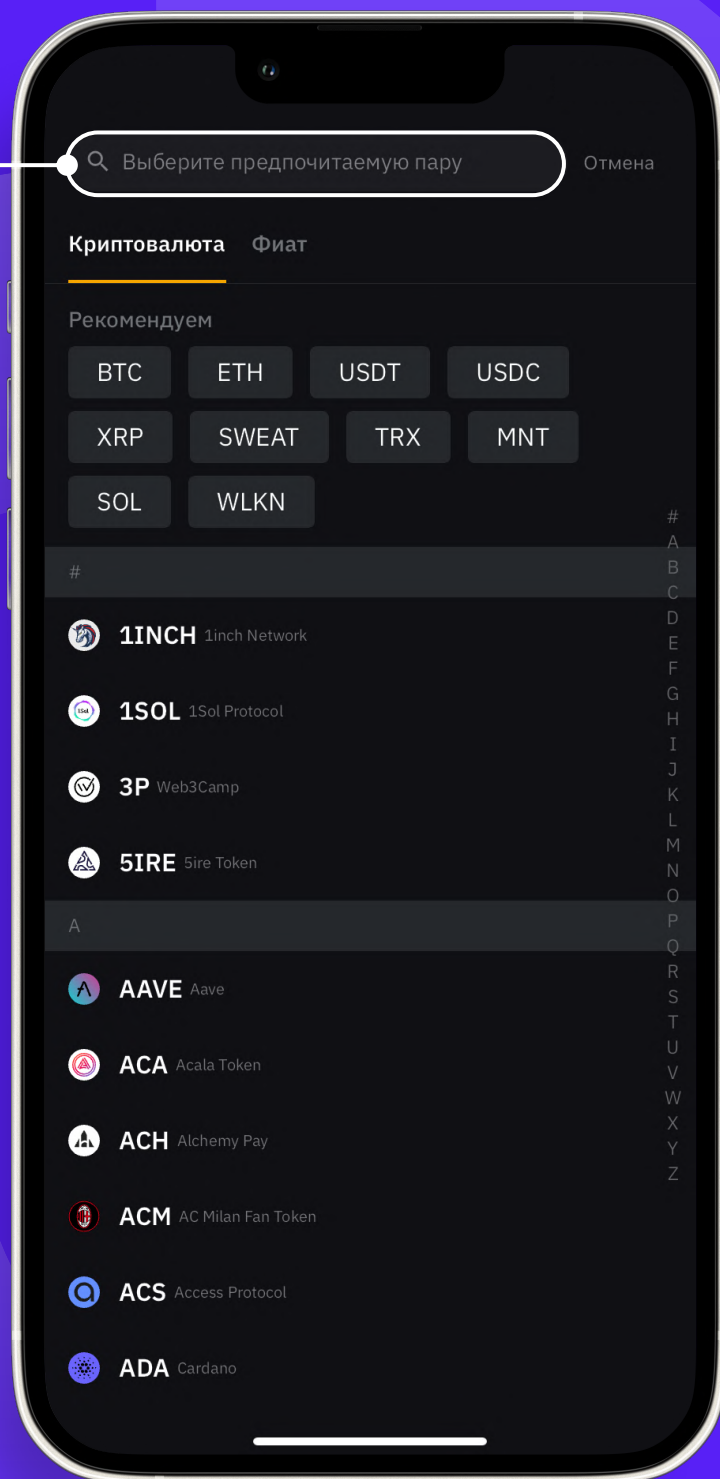 Выберите предпочитаемую пару Отмена
Криптовалюта Фиат
Рекомендуем
BTC ETH USDT USDC
XRP SWEAT TRX MNT
SOL WLKN
#
1INCH 1inch Network
1SOL 1Sol Protocol
3P Web3Camp
5IRE 5ire Token
A
AAVE Aave
ACA Acala Token
ACH Alchemy Pay
ACM AC Milan Fan Token
ACS Access Protocol
ADA Cardano
#
A
B
C
D
E
F
G
H
I
J
K
L
M
N
O
P
Q
R
S
T
U
V
W
X
Y
Z